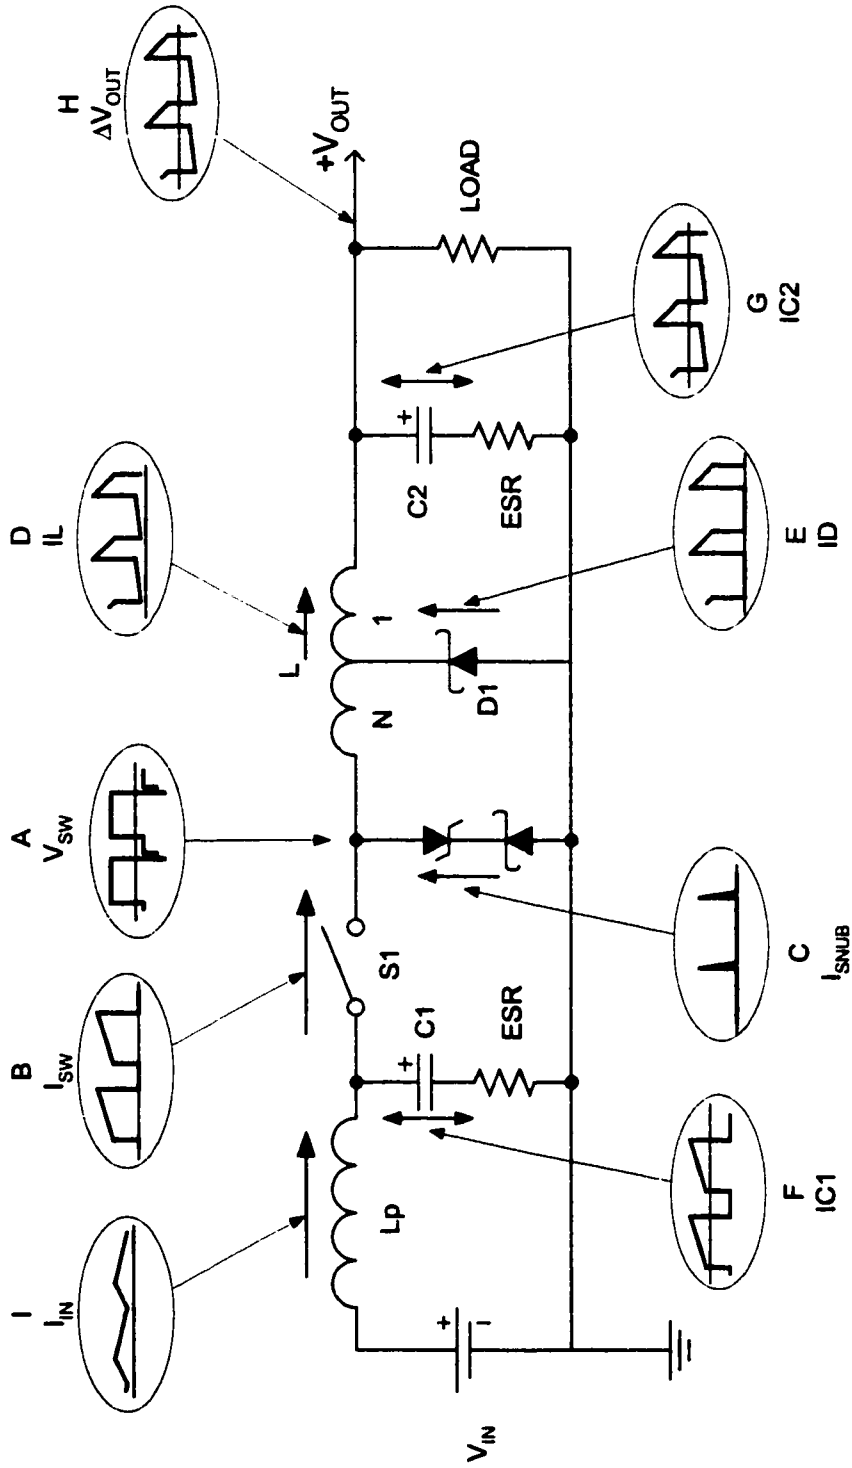 I
I_IN
B
I_SW
A
V_SW
D
IL
H
ΔV_OUT
Lp
S1
N
L
1
+V_OUT
V_IN
+
−
+
C1
ESR
D1
+
C2
ESR
LOAD
F
IC1
C
I_SNUB
E
ID
G
IC2